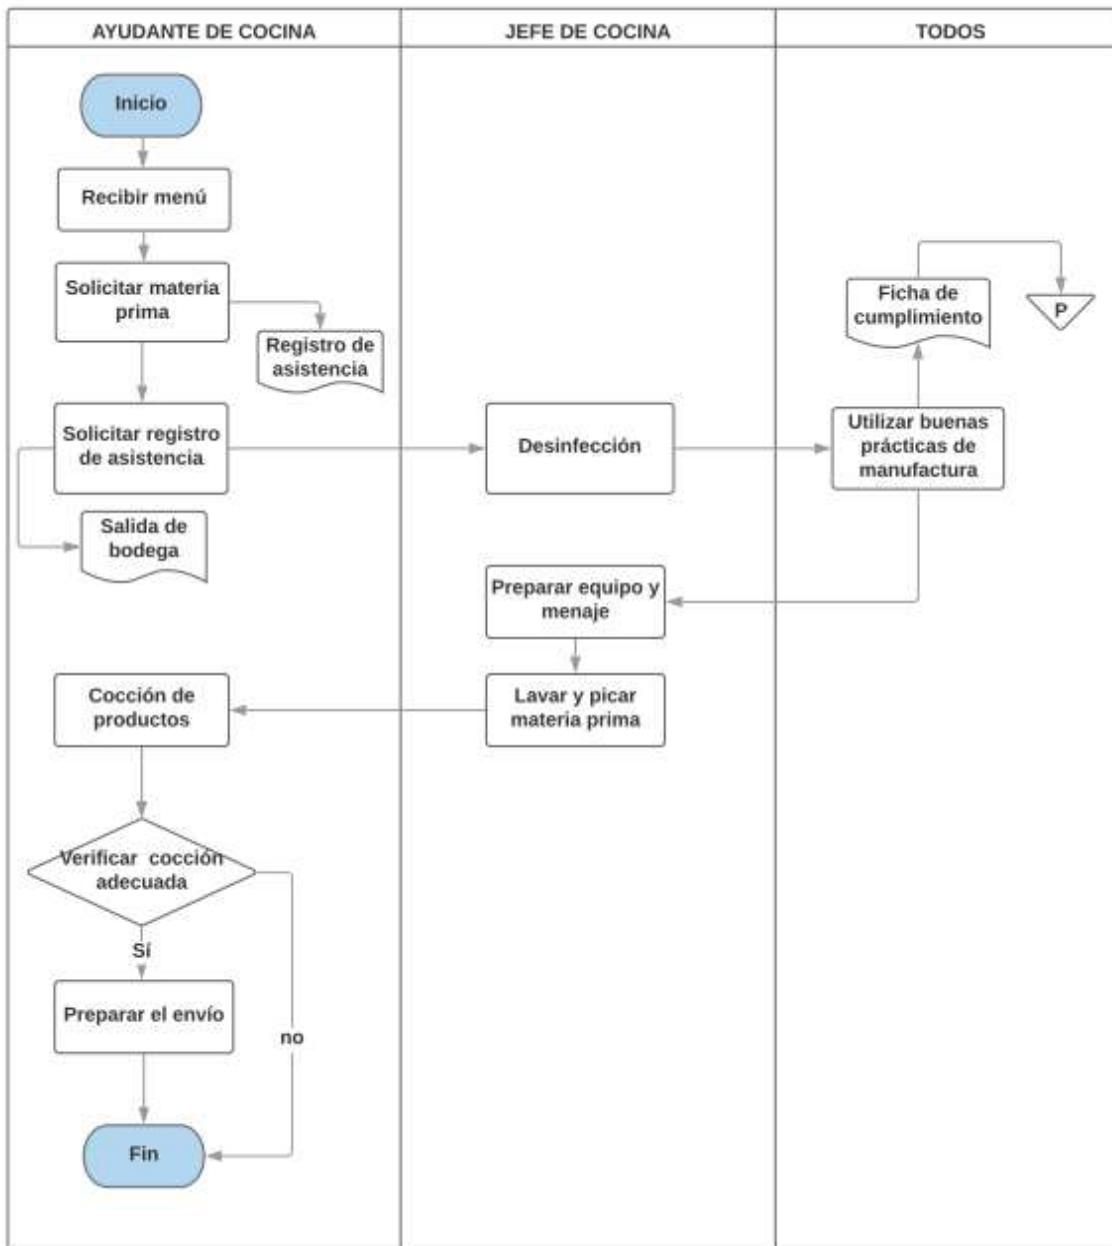 AYUDANTE DE COCINA
JEFE DE COCINA
TODOS
Inicio
Recibir menú
Solicitar materia
prima
Registro de
asistencia
Ficha de
cumplimiento
P
Solicitar registro
de asistencia
Desinfección
Utilizar buenas
prácticas de
manufactura
Salida de
bodega
Preparar equipo y
menaje
Cocción de
productos
Lavar y picar
materia prima
Verificar cocción
adecuada
Sí
Preparar el envío
no
Fin